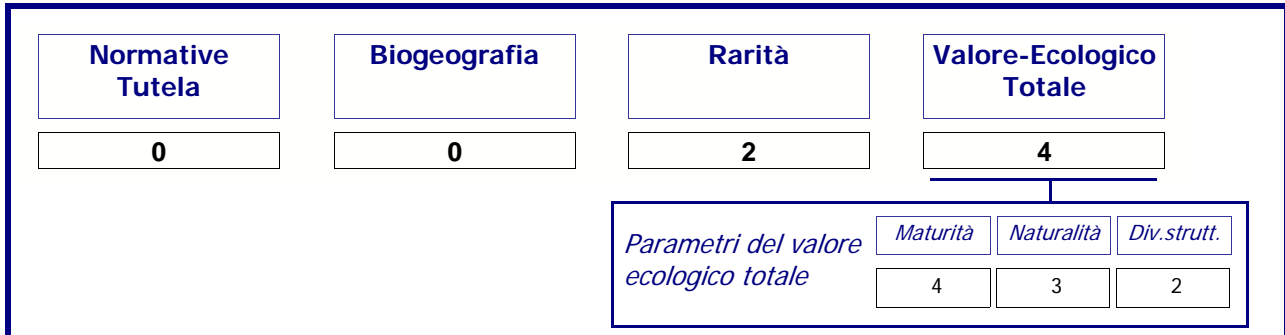 Normative
Tutela
Biogeografia
Rarità
Valore-Ecologico
Totale
0
0
2
4
Parametri del valore
ecologico totale
Maturità
Naturalità
Div.strutt.
4
3
2